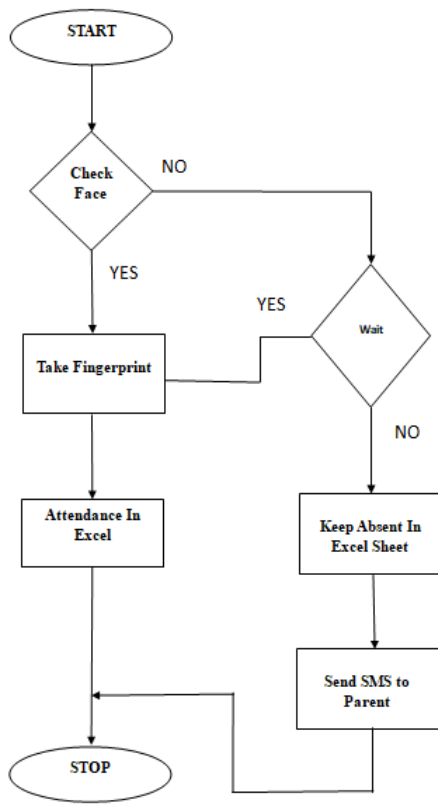 START
Check
Face
NO
YES
YES
Wait
Take Fingerprint
NO
Attendance In
Excel
Keep Absent In
Excel Sheet
Send SMS to
Parent
STOP